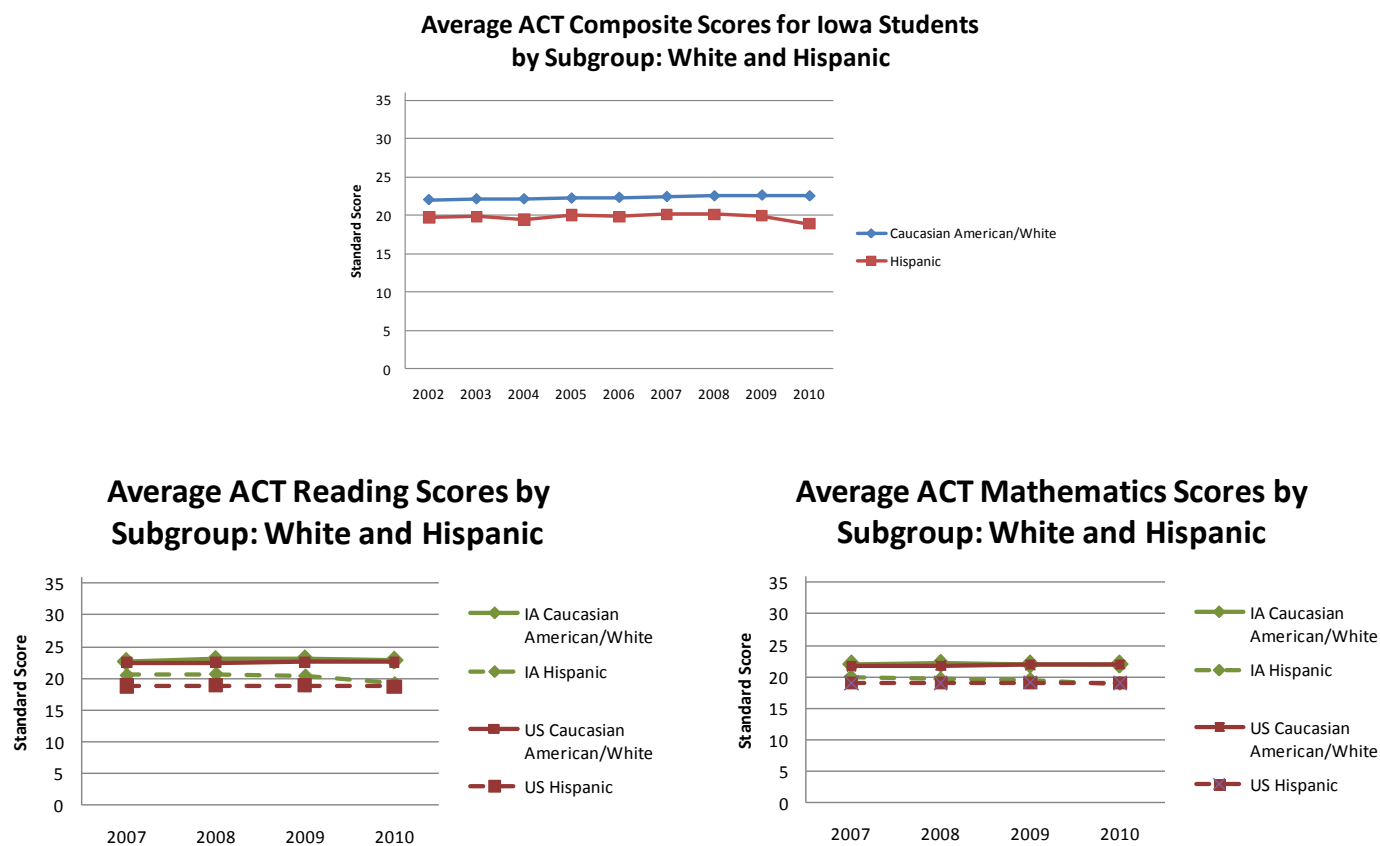 Average ACT Composite Scores for Iowa Students
by Subgroup: White and Hispanic
35
30
25
20
15
10
5
0
Standard Score
2002 2003 2004 2005 2006 2007 2008 2009 2010
Caucasian American/White
Hispanic
Average ACT Reading Scores by
Subgroup: White and Hispanic
35
30
25
20
15
10
5
0
Standard Score
2007 2008 2009 2010
IA Caucasian
American/White
IA Hispanic
US Caucasian
American/White
US Hispanic
Average ACT Mathematics Scores by
Subgroup: White and Hispanic
35
30
25
20
15
10
5
0
Standard Score
2007 2008 2009 2010
IA Caucasian
American/White
IA Hispanic
US Caucasian
American/White
US Hispanic